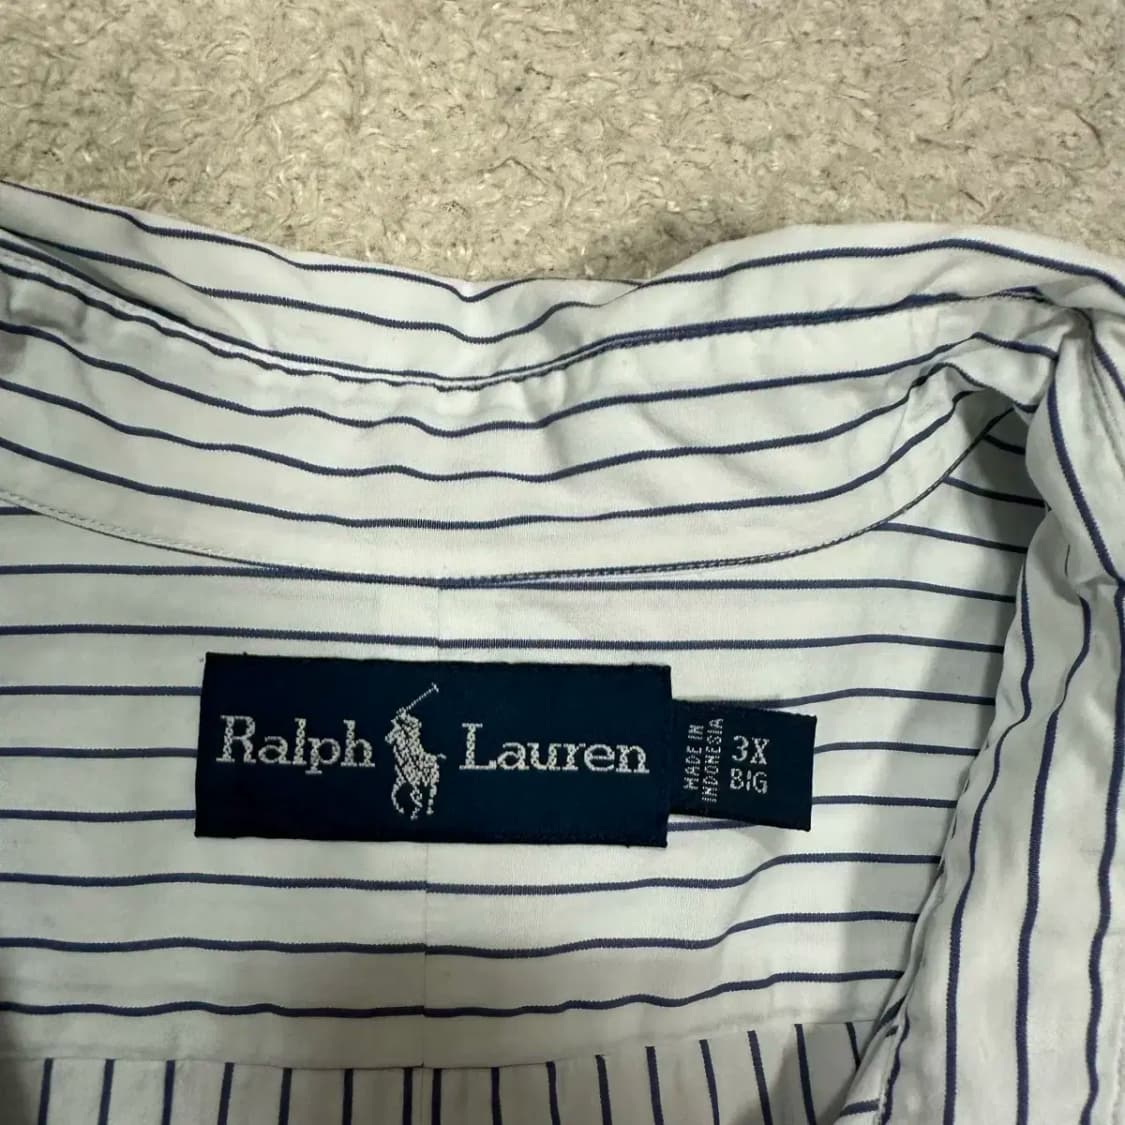 Ralph Lauren
MADE IN
INDONESIA
3X
BIG